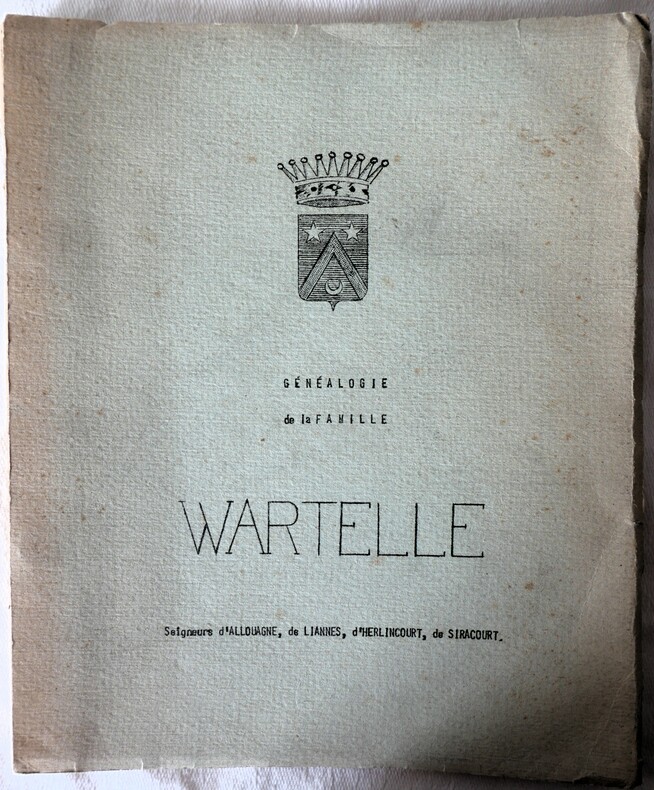 GÉNÉALOGIE
de la FAMILLE
WARTELLE
Seigneurs d'ALLOUAGNE, de LIANNES, d'HERLINCOURT, de SIRACOURT.